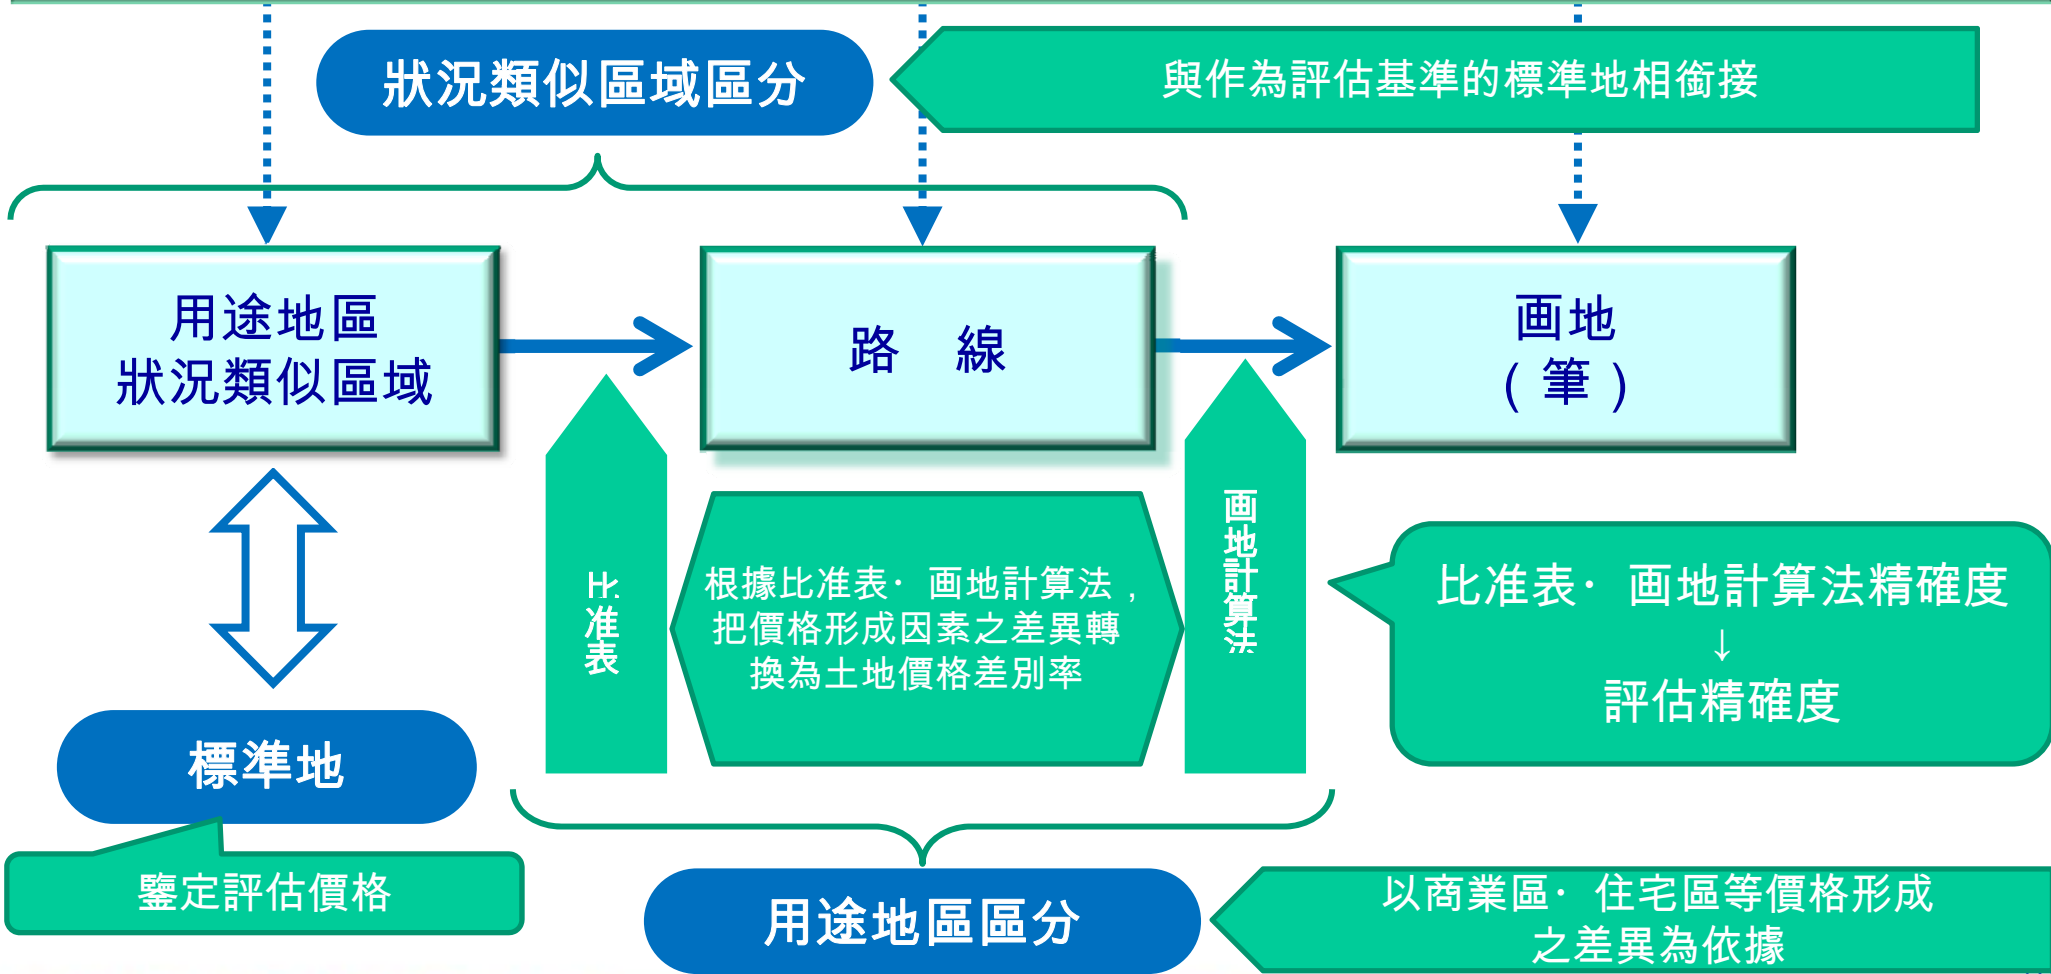 狀況類似區域區分
與作為評估基準的標準地相銜接
用途地區
狀況類似區域
路　線
画地
（筆）
比准表
根據比准表・画地計算法，
把價格形成因素之差異轉
換為土地價格差別率
画地計算法
比准表・画地計算法精確度
↓
評估精確度
標準地
鑒定評估價格
用途地區區分
以商業區・住宅區等價格形成
之差異為依據